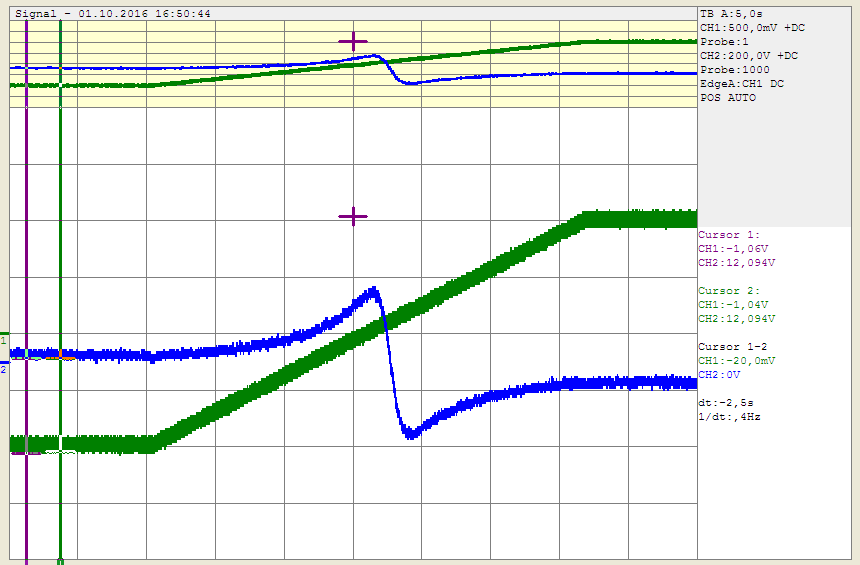 Signal - 01.10.2016 16:50:44
TB A:5,0s
CH1:500,0mV +DC
Probe:1
CH2:200,0V +DC
Probe:1000
EdgeA:CH1 DC
POS AUTO
Cursor 1:
CH1:-1,06V
CH2:12,094V
Cursor 2:
CH1:-1,04V
CH2:12,094V
Cursor 1-2
CH1:-20,0mV
CH2:0V
dt:-2,5s
1/dt:,4Hz
1
2